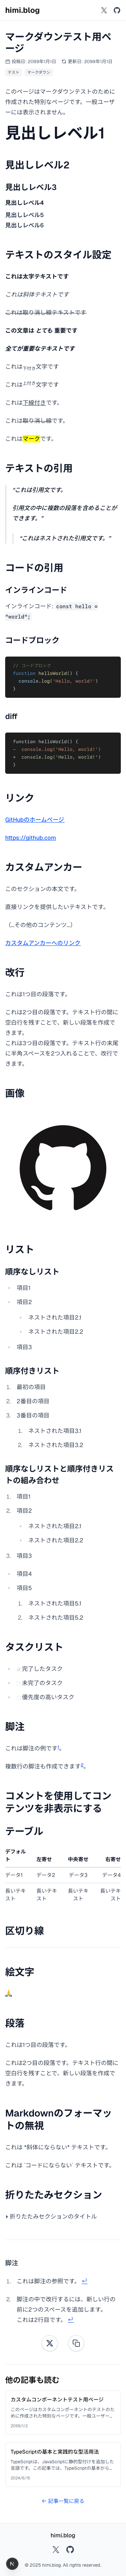 himi.blog
マークダウンテスト用ページ
投稿日: 2099年1月1日 更新日: 2099年1月1日
テスト マークダウン
このページはマークダウンテストのために作成された特別なページです。一般ユーザーには表示されません。
見出しレベル1
見出しレベル2
見出しレベル3
見出しレベル4
見出しレベル5
見出しレベル6
テキストのスタイル設定
これは太字テキストです
これは斜体テキストです
これは取り消し線テキストです
この文章は とても 重要です
全てが重要なテキストです
これは下付き文字です
これは上付き文字です
これは下線付きです。
これは取り消し線です。
これはマークです。
テキストの引用
"これは引用文です。
引用文の中に複数の段落を含めることができます。"
"これはネストされた引用文です。"
コードの引用
インラインコード
インラインコード: const hello = "world";
コードブロック
// コードブロック
function helloWorld() {
console.log('Hello, world!')
}
diff
function helloWorld() {
- console.log('Hello, World!')
+ console.log('Hello, world!')
}
リンク
GitHubのホームページ
https://github.com
カスタムアンカー
このセクションの本文です。
直接リンクを提供したいテキストです。
(…その他のコンテンツ…)
カスタムアンカーへのリンク
改行
これは1つ目の段落です。
これは2つ目の段落です。テキスト行の間に空白行を残すことで、新しい段落を作成できます。
これは3つ目の段落です。テキスト行の末尾に半角スペースを2つ入れることで、改行できます。
画像
リスト
順序なしリスト
項目1
項目2
ネストされた項目2.1
ネストされた項目2.2
項目3
順序付きリスト
1. 最初の項目
2. 2番目の項目
3. 3番目の項目
1. ネストされた項目3.1
2. ネストされた項目3.2
順序なしリストと順序付きリストの組み合わせ
1. 項目1
2. 項目2
ネストされた項目2.1
ネストされた項目2.2
3. 項目3
項目4
項目5
1. ネストされた項目5.1
2. ネストされた項目5.2
タスクリスト
完了したタスク
未完了のタスク
優先度の高いタスク
脚注
これは脚注の例です1。
複数行の脚注も作成できます2。
コメントを使用してコンテンツを非表示にする
テーブル
デフォルト 左寄せ 中央寄せ 右寄せ
データ1 データ2 データ3 データ4
長いテキスト 長いテキスト 長いテキスト 長いテキスト
区切り線
絵文字
🙏
段落
これは1つ目の段落です。
これは2つ目の段落です。テキスト行の間に空白行を残すことで、新しい段落を作成できます。
Markdownのフォーマットの無視
これは *斜体にならない* テキストです。
これは `コードにならない` テキストです。
折りたたみセクション
折りたたみセクションのタイトル
脚注
1. これは脚注の参照です。 ↩
2. 脚注の中で改行するには、新しい行の前に2つのスペースを追加します。
これは2行目です。 ↩
他の記事も読む
カスタムコンポーネントテスト用ページ
このページはカスタムコンポーネントのテストのために作成された特別なページです。一般ユーザー…
TypeScriptの基本と実践的な型活用法
TypeScriptは、JavaScriptに静的型付けを追加した言語です。この記事では、TypeScriptの基本から…
← 記事一覧に戻る
himi.blog
N
© 2025 himi.blog. All rights reserved.